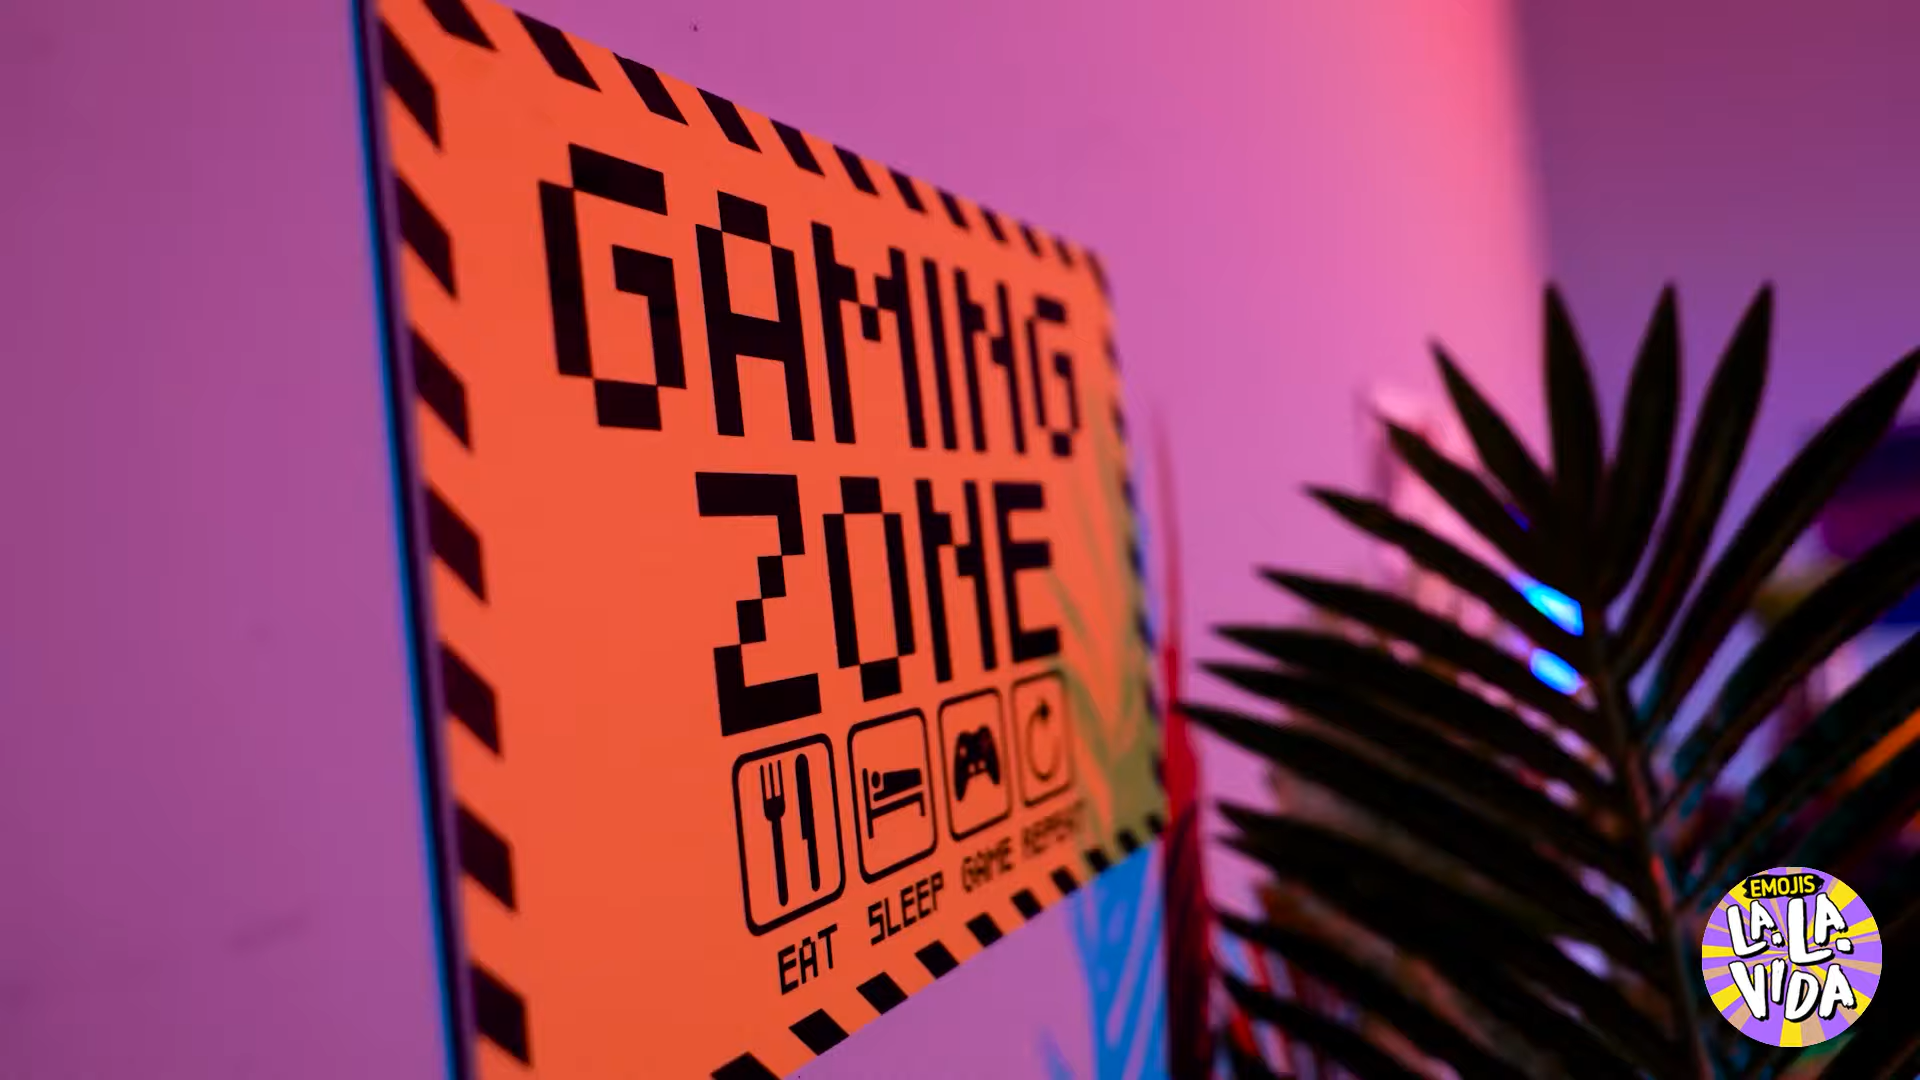 GAMING
ZONE
EAT SLEEP GAME REPEAT
EMOJIS
LA LA
VIDA